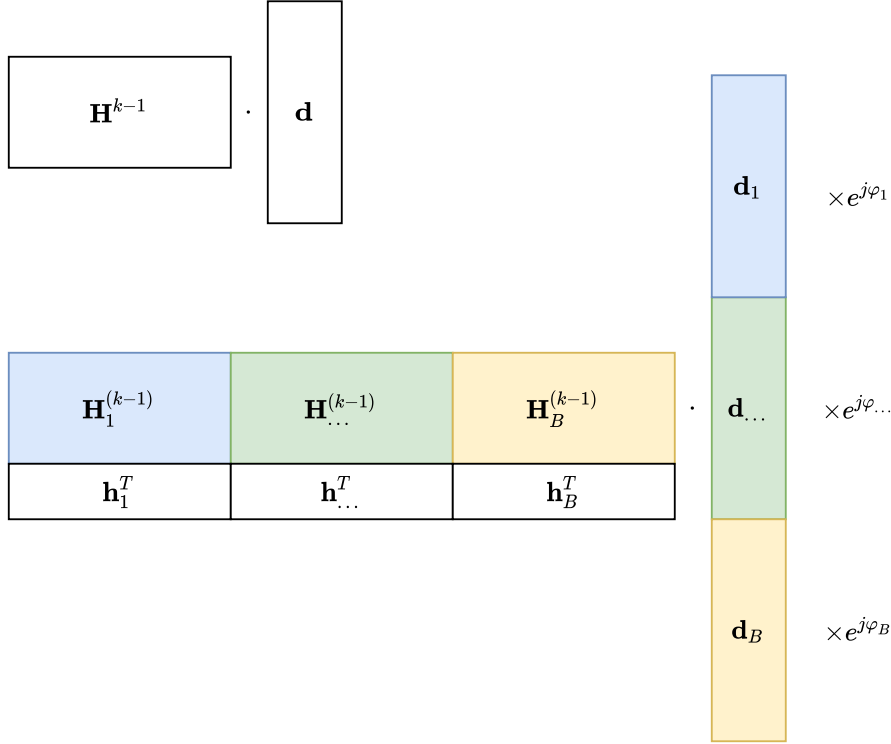 𝐇^{k−1} · 𝐝
𝐝_1 ×e^{jφ_1}
𝐇_1^{(k−1)} 𝐇_{…}^{(k−1)} 𝐇_B^{(k−1)} · 𝐝_{…} ×e^{jφ_{…}}
𝐡_1^T 𝐡_{…}^T 𝐡_B^T
𝐝_B ×e^{jφ_B}